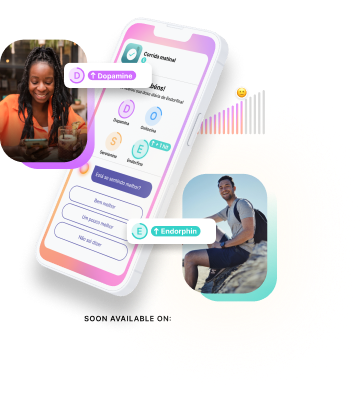 Corrida matinal
D
↑ Dopamine
béns!
D
O
Dopamina
Ocitocina
S
E
Serotonina
Endorfina
Está se sentindo melhor?
Bem melhor
Um pouco melhor
Não sei dizer
E
↑ Endorphin
SOON AVAILABLE ON: